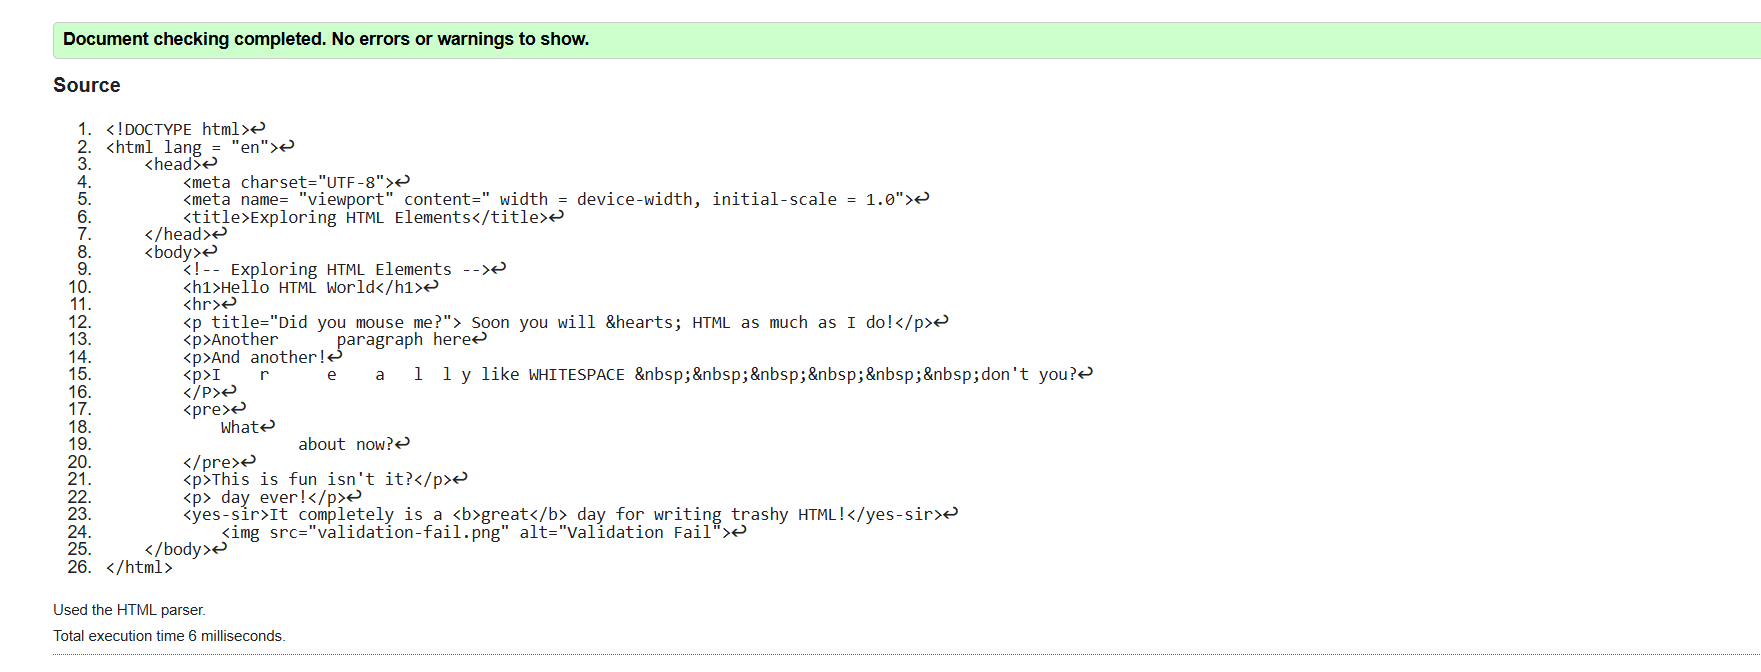 Document checking completed. No errors or warnings to show.
Source
1. <!DOCTYPE html>↩
2. <html lang = "en">↩
3.     <head>↩
4.         <meta charset="UTF-8">↩
5.         <meta name= "viewport" content=" width = device-width, initial-scale = 1.0">↩
6.         <title>Exploring HTML Elements</title>↩
7.     </head>↩
8.     <body>↩
9.         <!-- Exploring HTML Elements -->↩
10.         <h1>Hello HTML World</h1>↩
11.         <hr>↩
12.         <p title="Did you mouse me?"> Soon you will &hearts; HTML as much as I do!</p>↩
13.         <p>Another      paragraph here↩
14.         <p>And another!↩
15.         <p>I    r      e    a   l  l y like WHITESPACE &nbsp;&nbsp;&nbsp;&nbsp;&nbsp;&nbsp;don't you?↩
16.         </P>↩
17.         <pre>↩
18.             What↩
19.                     about now?↩
20.         </pre>↩
21.         <p>This is fun isn't it?</p>↩
22.         <p> day ever!</p>↩
23.         <yes-sir>It completely is a <b>great</b> day for writing trashy HTML!</yes-sir>↩
24.             <img src="validation-fail.png" alt="Validation Fail">↩
25.     </body>↩
26. </html>
Used the HTML parser.
Total execution time 6 milliseconds.